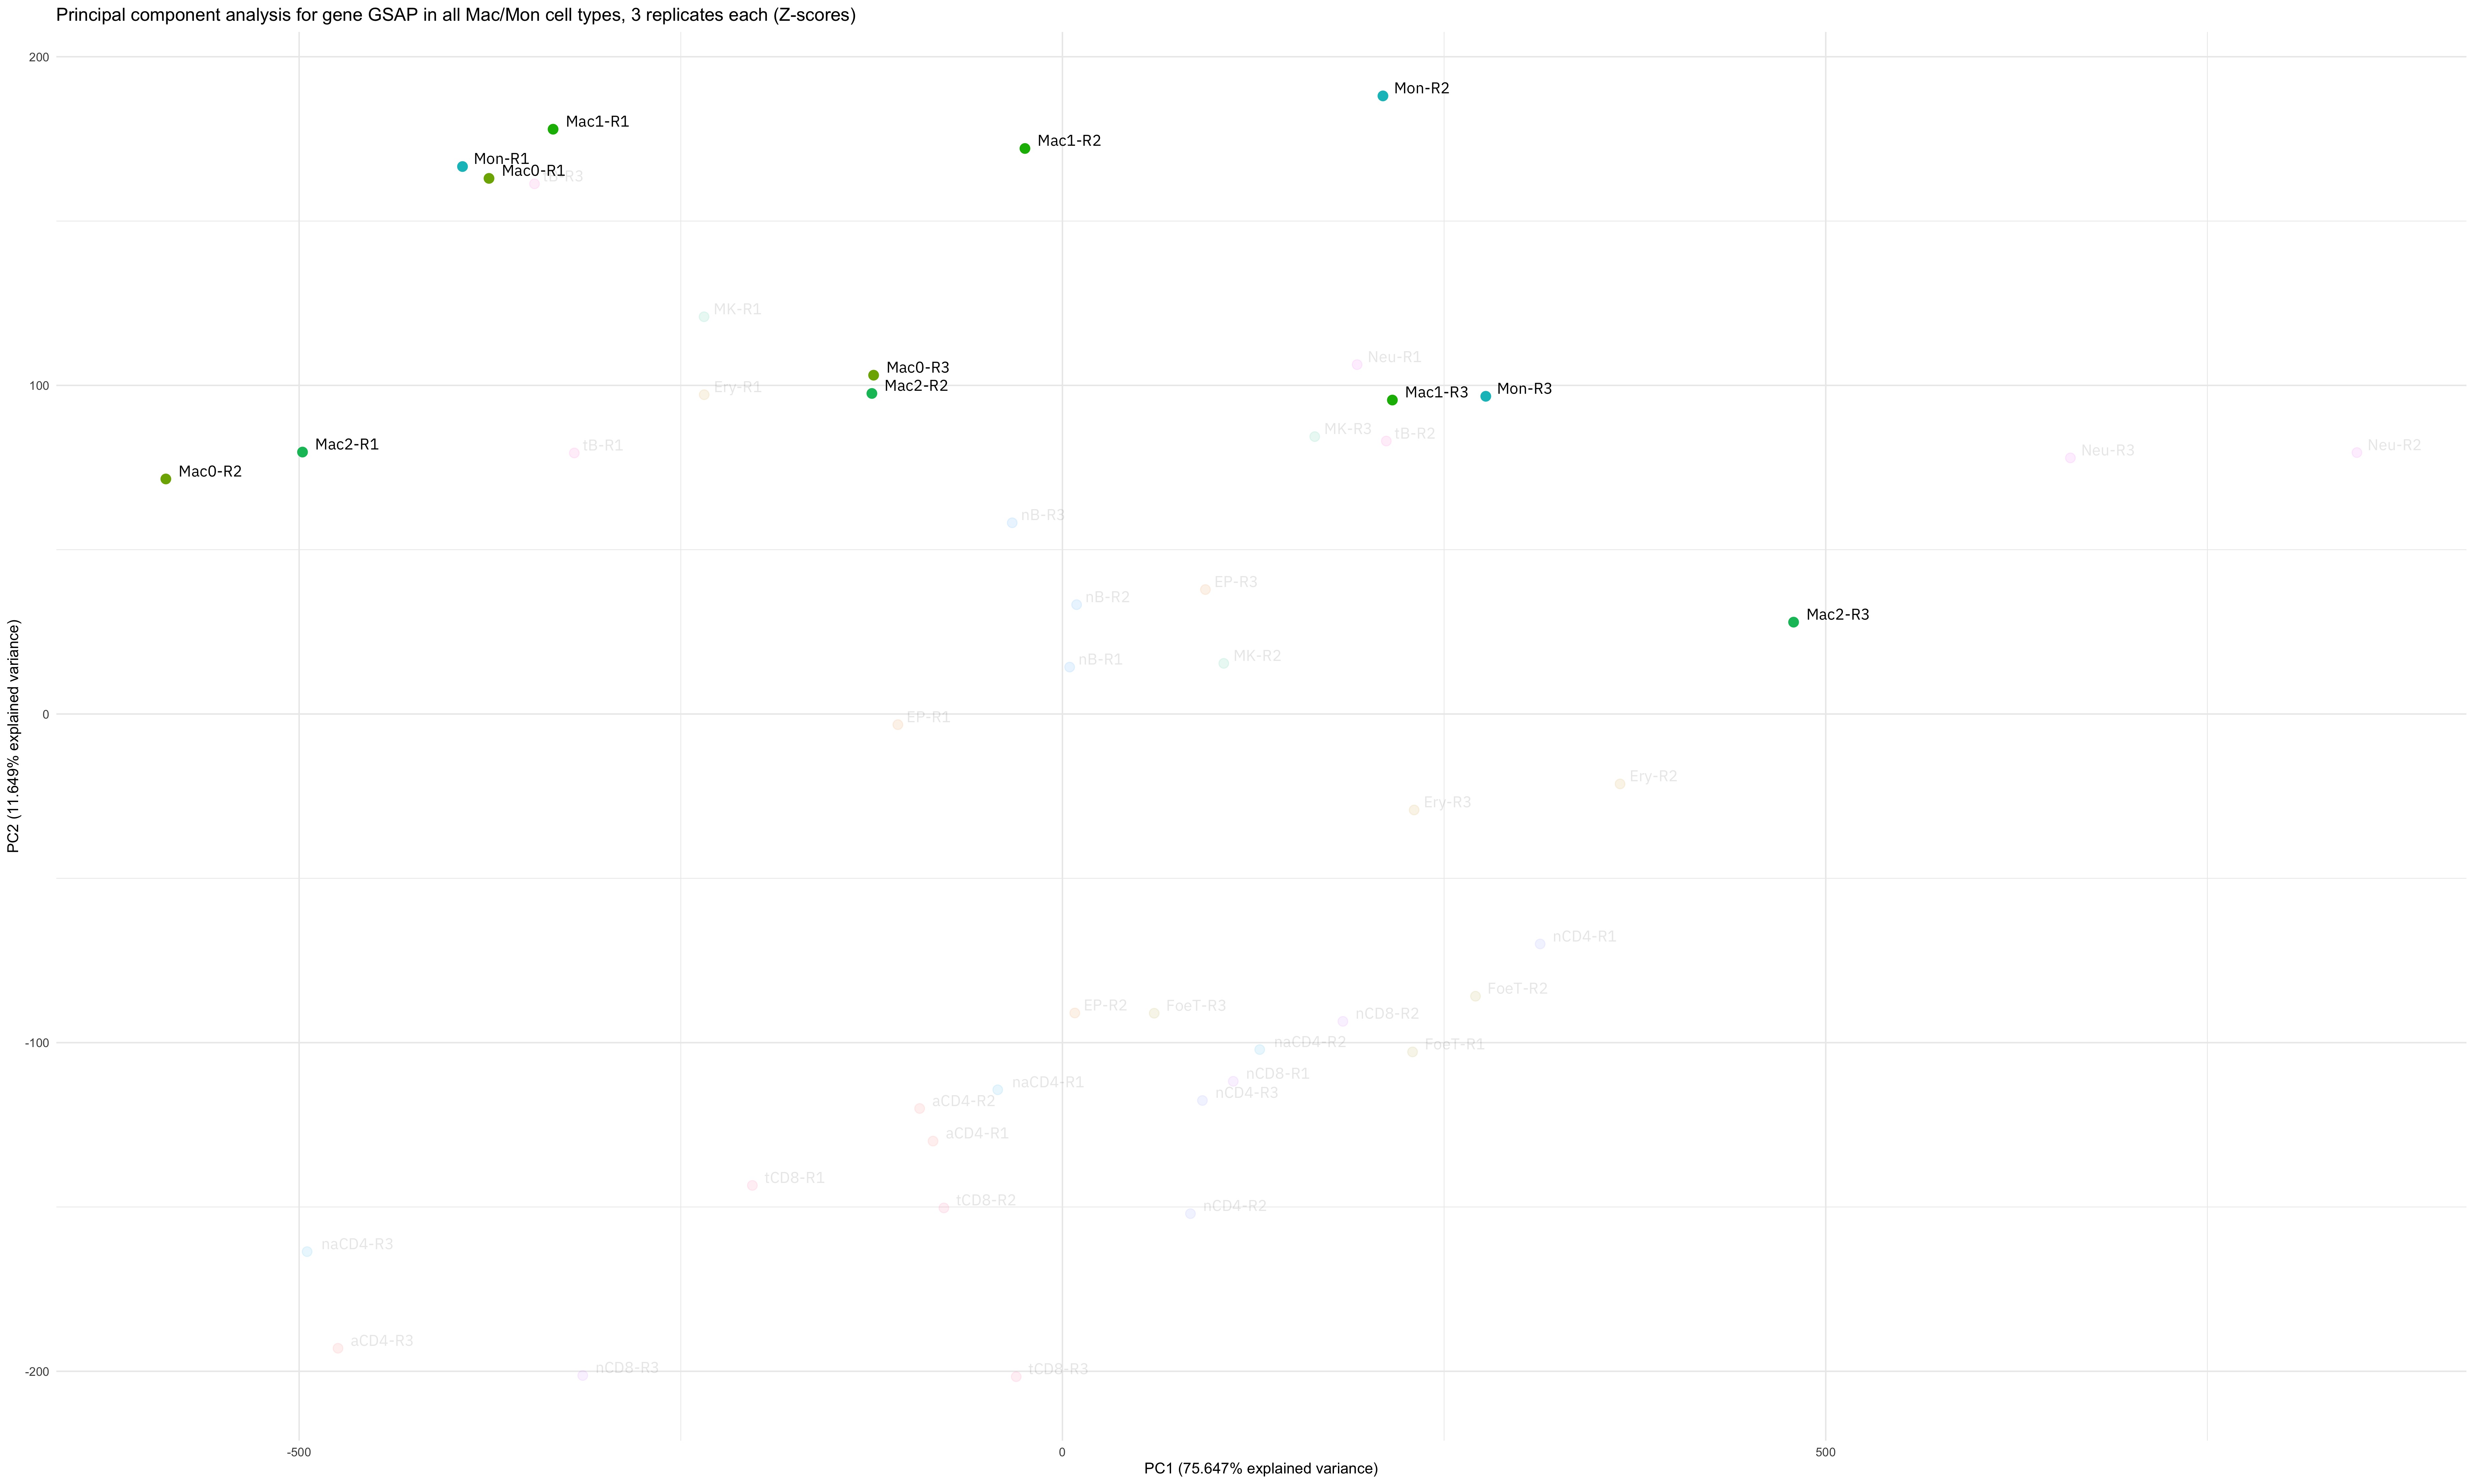 Principal component analysis for gene GSAP in all Mac/Mon cell types, 3 replicates each (Z-scores)
200
Mon-R2
Mac1-R1
Mac1-R2
Mon-R1
Mac0-R1
tB-R3
MK-R1
Neu-R1
Mac0-R3
100
Ery-R1
Mac2-R2
Mac1-R3
Mon-R3
MK-R3
tB-R2
Mac2-R1
tB-R1
Neu-R3
Neu-R2
Mac0-R2
nB-R3
EP-R3
nB-R2
Mac2-R3
nB-R1
MK-R2
0
EP-R1
Ery-R2
Ery-R3
PC2 (11.649% explained variance)
nCD4-R1
FoeT-R2
EP-R2
FoeT-R3
nCD8-R2
-100
naCD4-R2
FoeT-R1
nCD8-R1
naCD4-R1
nCD4-R3
aCD4-R2
aCD4-R1
tCD8-R1
tCD8-R2
nCD4-R2
naCD4-R3
aCD4-R3
-200
nCD8-R3
tCD8-R3
-500
0
500
PC1 (75.647% explained variance)